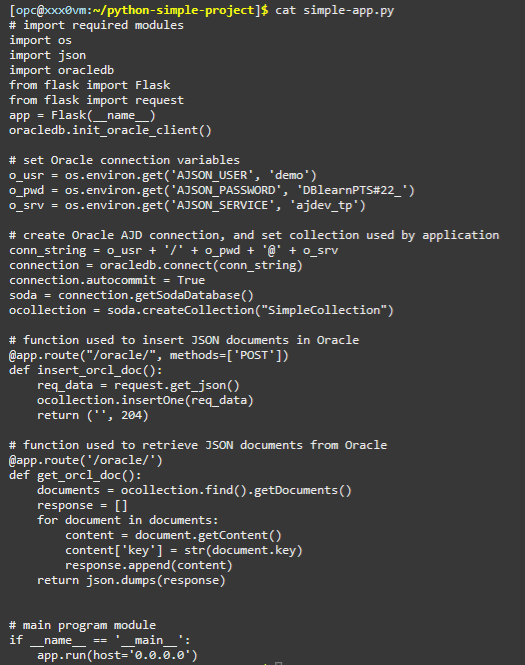 [opc@xxx0vm:~/python-simple-project]$ cat simple-app.py
# import required modules
import os
import json
import oracledb
from flask import Flask
from flask import request
app = Flask(__name__)
oracledb.init_oracle_client()

# set Oracle connection variables
o_usr = os.environ.get('AJSON_USER', 'demo')
o_pwd = os.environ.get('AJSON_PASSWORD', 'DBlearnPTS#22_')
o_srv = os.environ.get('AJSON_SERVICE', 'ajdev_tp')

# create Oracle AJD connection, and set collection used by application
conn_string = o_usr + '/' + o_pwd + '@' + o_srv
connection = oracledb.connect(conn_string)
connection.autocommit = True
soda = connection.getSodaDatabase()
ocollection = soda.createCollection("SimpleCollection")

# function used to insert JSON documents in Oracle
@app.route("/oracle/", methods=['POST'])
def insert_orcl_doc():
    req_data = request.get_json()
    ocollection.insertOne(req_data)
    return ('', 204)

# function used to retrieve JSON documents from Oracle
@app.route('/oracle/')
def get_orcl_doc():
    documents = ocollection.find().getDocuments()
    response = []
    for document in documents:
        content = document.getContent()
        content['key'] = str(document.key)
        response.append(content)
    return json.dumps(response)


# main program module
if __name__ == '__main__':
    app.run(host='0.0.0.0')